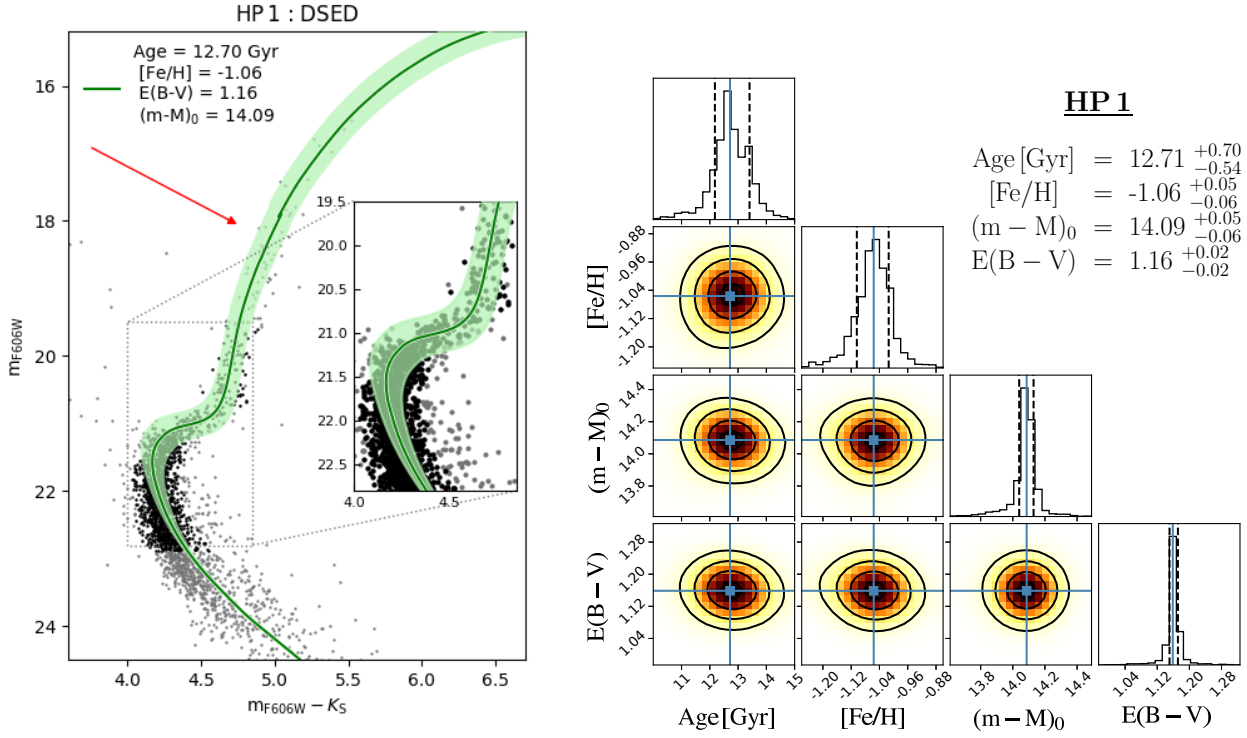 HP 1 : DSED
Age = 12.70 Gyr
[Fe/H] = -1.06
E(B-V) = 1.16
(m-M)₀ = 14.09
16
18
20
22
24
m_F606W
4.0
4.5
5.0
5.5
6.0
6.5
m_F606W − K_S
19.5
20.0
20.5
21.0
21.5
22.0
22.5
4.0
4.5
HP 1
Age [Gyr] = 12.71 +0.70 −0.54
[Fe/H] = -1.06 +0.05 −0.06
(m − M)₀ = 14.09 +0.05 −0.06
E(B − V) = 1.16 +0.02 −0.02
[Fe/H]
-0.88
-0.96
-1.04
-1.12
-1.20
(m − M)₀
14.4
14.2
14.0
13.8
E(B − V)
1.28
1.20
1.12
1.04
11
12
13
14
15
Age [Gyr]
-1.20
-1.12
-1.04
-0.96
-0.88
[Fe/H]
13.8
14.0
14.2
14.4
(m − M)₀
1.04
1.12
1.20
1.28
E(B − V)